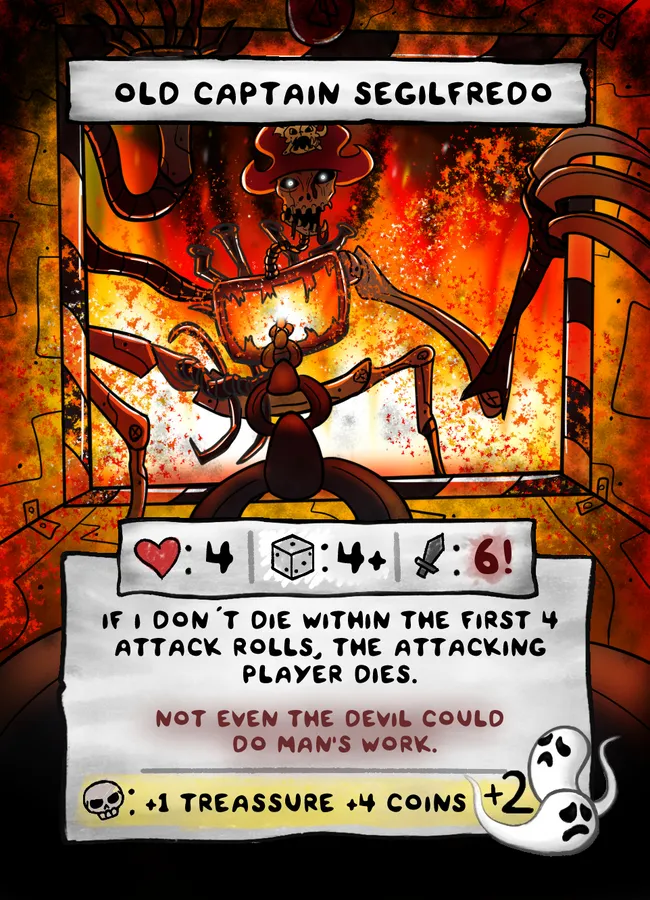 OLD CAPTAIN SEGILFREDO
: 4 : 4+ : 6!
IF I DON´T DIE WITHIN THE FIRST 4
ATTACK ROLLS, THE ATTACKING
PLAYER DIES.
NOT EVEN THE DEVIL COULD
DO MAN'S WORK.
: +1 TREASSURE +4 COINS +2